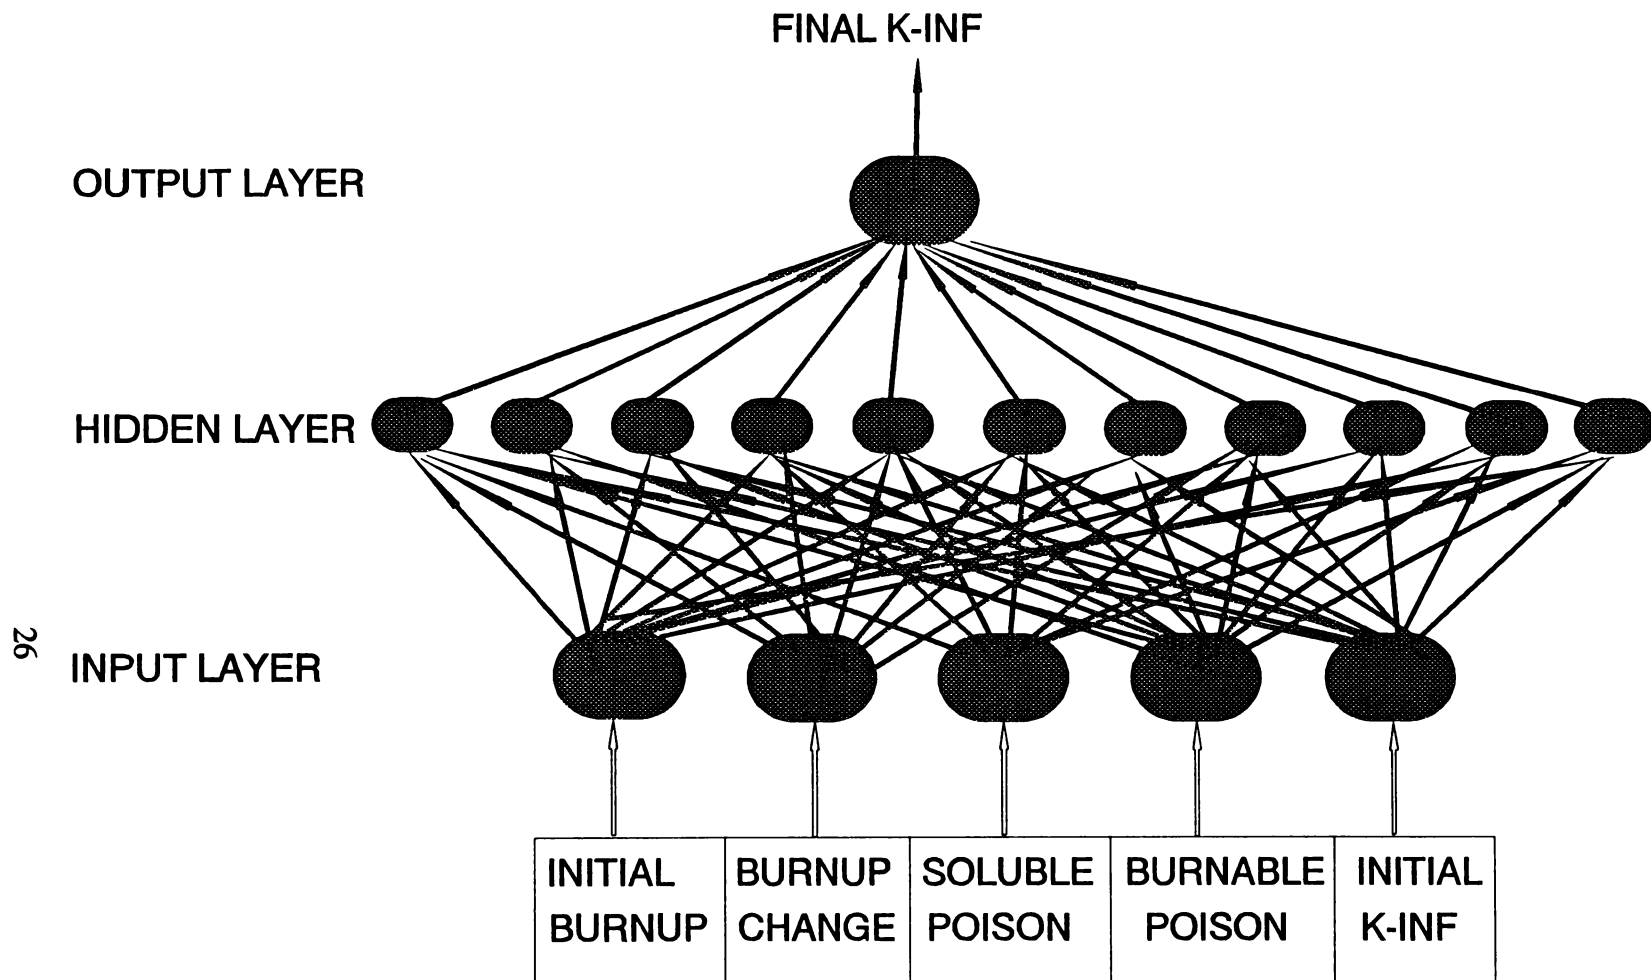 FINAL K-INF
OUTPUT LAYER
HIDDEN LAYER
INPUT LAYER
26
INITIAL
BURNUP
BURNUP
CHANGE
SOLUBLE
POISON
BURNABLE
POISON
INITIAL
K-INF